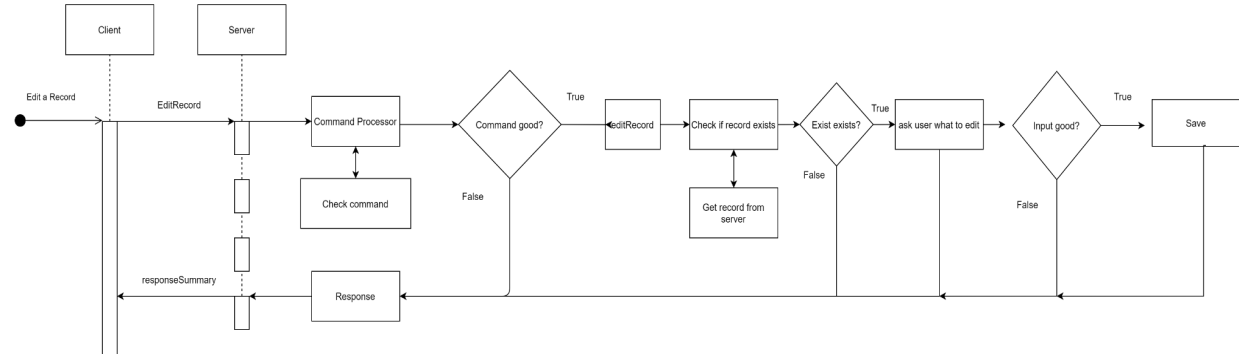 Client
Server
Edit a Record
EditRecord
Command Processor
Command good?
True
editRecord
Check if record exists
Exist exists?
True
ask user what to edit
Input good?
True
Save
Check command
False
Get record from
server
False
False
responseSummary
Response